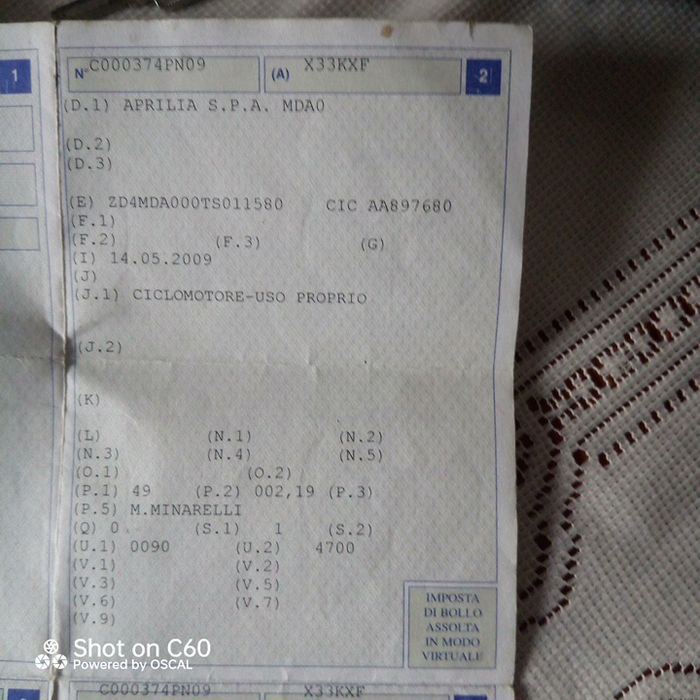 1
N° C000374PN09 (A) X33KXF 2
(D.1) APRILIA S.P.A. MDA0
(D.2)
(D.3)
(E) ZD4MDA000TS011580 CIC AA897680
(F.1)
(F.2) (F.3) (G)
(I) 14.05.2009
(J)
(J.1) CICLOMOTORE-USO PROPRIO
(J.2)
(K)
(L) (N.1) (N.2)
(N.3) (N.4) (N.5)
(O.1) (O.2)
(P.1) 49 (P.2) 002,19 (P.3)
(P.5) M.MINARELLI
(Q) 0 (S.1) 1 (S.2)
(U.1) 0090 (U.2) 4700
(V.1) (V.2)
(V.3) (V.5)
(V.6) (V.7)
(V.9)
IMPOSTA
DI BOLLO
ASSOLTA
IN MODO
VIRTUALE
Shot on C60
Powered by OSCAL
C000374PN09 X33KXF